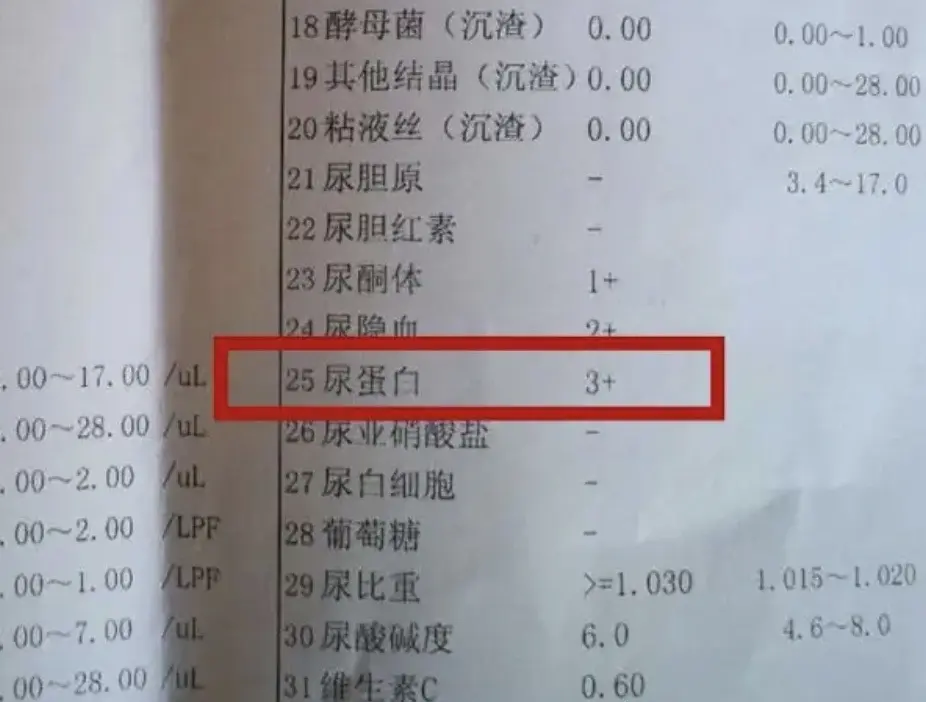 18 酵母菌（沉渣） 0.00 0.00~1.00
19 其他结晶（沉渣） 0.00 0.00~28.00
20 粘液丝（沉渣） 0.00 0.00~28.00
21 尿胆原 - 3.4~17.0
22 尿胆红素 -
23 尿酮体 1+
24 尿隐血 2+
.00~17.00 /uL 25 尿蛋白 3+
.00~28.00 /uL 26 尿亚硝酸盐 -
.00~2.00 /uL 27 尿白细胞 -
.00~2.00 /LPF 28 葡萄糖 -
.00~1.00 /LPF 29 尿比重 >=1.030 1.015~1.020
.00~7.00 /uL 30 尿酸碱度 6.0 4.6~8.0
.00~28.00 /uL 31 维生素C 0.60